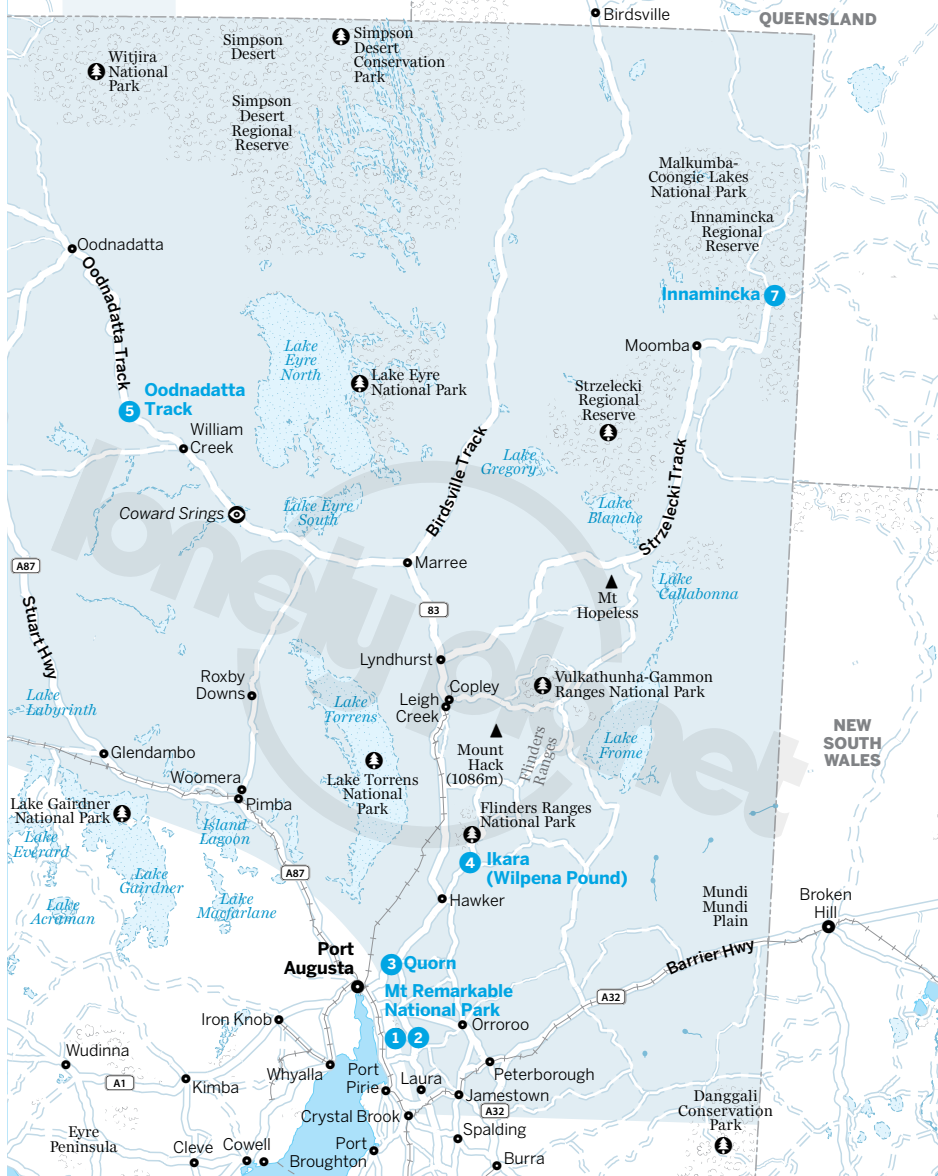 Birdsville
QUEENSLAND
Witjira
National
Park
Simpson
Desert
Simpson
Desert
Conservation
Park
Simpson
Desert
Regional
Reserve
Malkumba-
Coongie Lakes
National Park
Innamincka
Regional
Reserve
Oodnadatta
Oodnadatta Track
Innamincka 7
Lake
Eyre
North
Moomba
Lake Eyre
National Park
Strzelecki
Regional
Reserve
5 Oodnadatta
Track
William
Creek
Birdsville Track
Lake
Gregory
Strzelecki Track
Coward Srings
Lake Eyre
South
Lake
Blanche
Marree
A87
Stuart Hwy
83
Mt
Hopeless
Lake
Callabonna
Lyndhurst
Roxby
Downs
Copley
Leigh
Creek
Vulkathunha-Gammon
Ranges National Park
Lake
Labyrinth
Lake
Torrens
Lake
Frome
NEW
SOUTH
WALES
Glendambo
Mount
Hack
(1086m)
Flinders
Ranges
Woomera
Pimba
Lake Torrens
National
Park
Lake Gairdner
National Park
Flinders Ranges
National Park
Island
Lagoon
Lake
Everard
4 Ikara
(Wilpena Pound)
A87
Lake
Gairdner
Lake
Acraman
Lake
Macfarlane
Hawker
Mundi
Mundi
Plain
Broken
Hill
Port
Augusta
Barrier Hwy
3 Quorn
Mt Remarkable
National Park
1 2
A32
Iron Knob
Orroroo
Wudinna
A1
Kimba
Whyalla
Port
Pirie
Laura
Peterborough
Jamestown
Crystal Brook
A32
Danggali
Conservation
Park
Eyre
Peninsula
Cleve
Cowell
Port
Broughton
Spalding
Burra
lonelyplanet